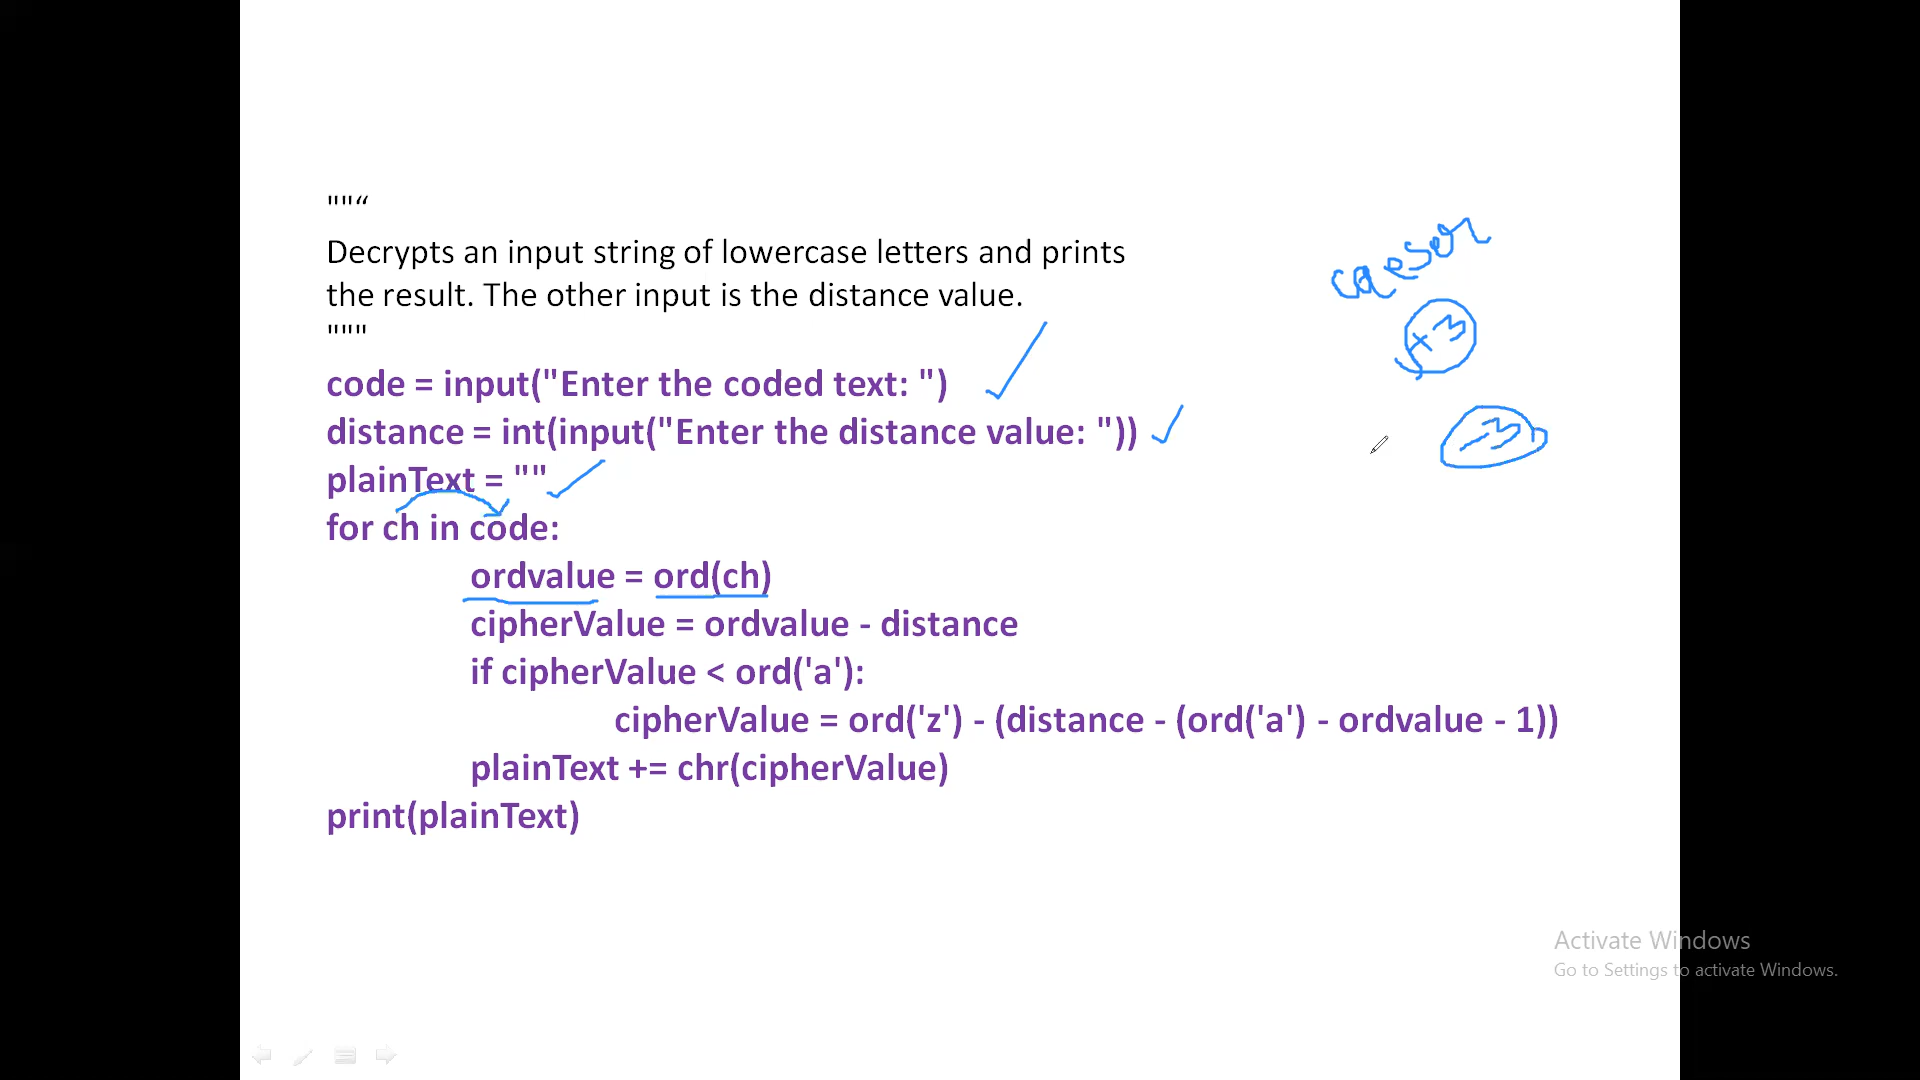 """“
Decrypts an input string of lowercase letters and prints
the result. The other input is the distance value.
"""
code = input("Enter the coded text: ")
distance = int(input("Enter the distance value: "))
plainText = ""
for ch in code:
ordvalue = ord(ch)
cipherValue = ordvalue - distance
if cipherValue < ord('a'):
cipherValue = ord('z') - (distance - (ord('a') - ordvalue - 1))
plainText += chr(cipherValue)
print(plainText)
caeser
+3
-3
Activate Windows
Go to Settings to activate Windows.